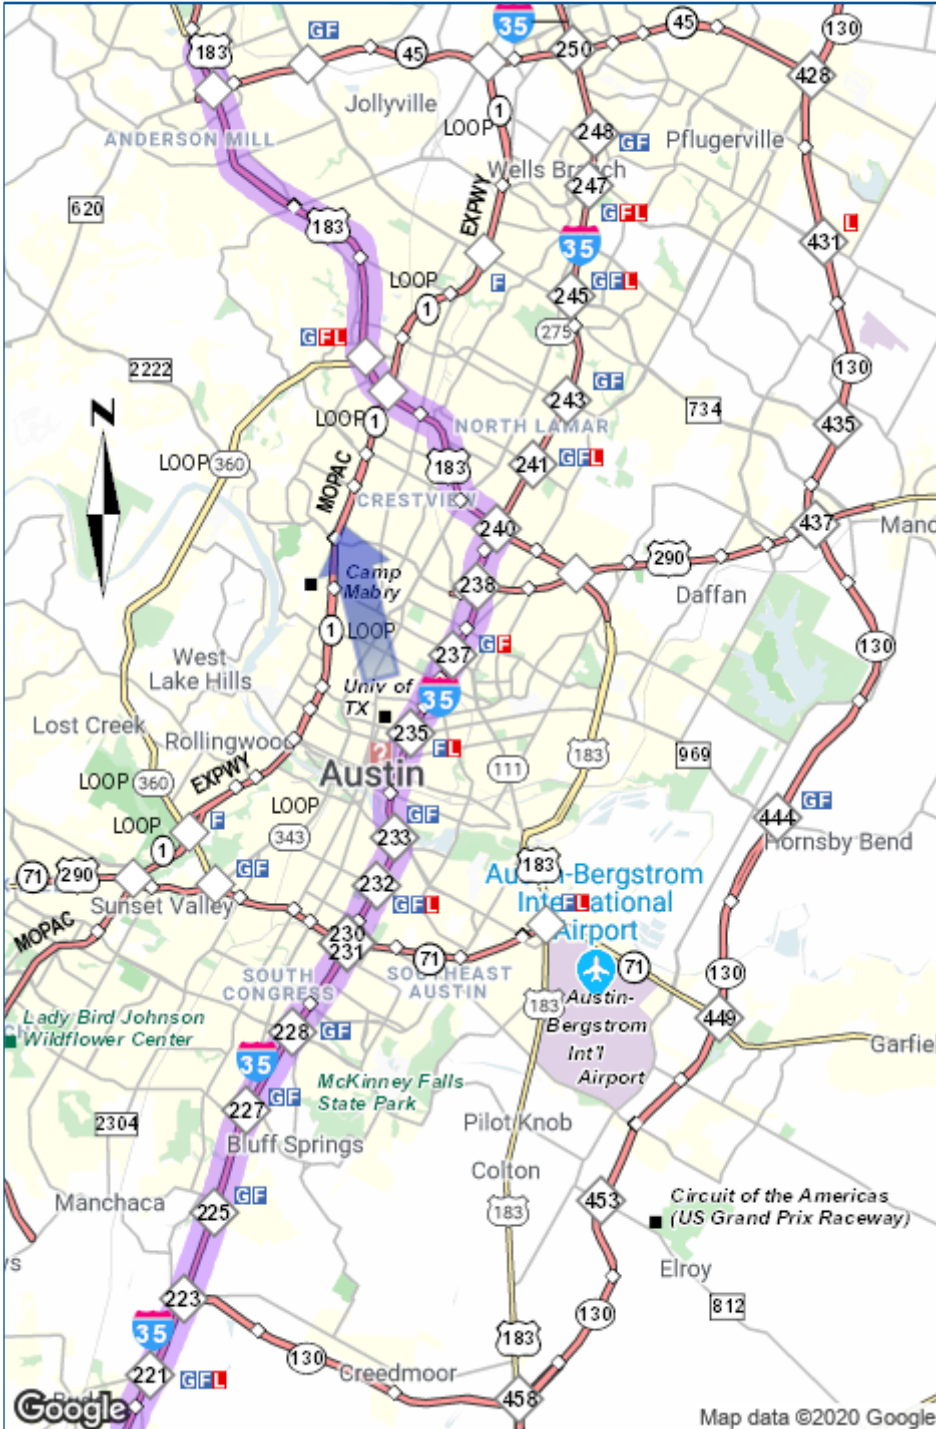 35
45
130
183
GF
45
250
428
Jollyville
1
ANDERSON MILL
LOOP
248
GF
Pflugerville
Wells Branch
247
620
183
EXPWY
GFL
L
431
35
LOOP
F
GFL
245
1
275
GFL
2222
130
GF
243
734
N
LOOP
1
NORTH LAMAR
435
LOOP 360
MOPAC
183
241
GFL
CRESTVIEW
240
437
290
Camp
Mabry
238
Daffan
1
LOOP
130
237
GF
West
Lake Hills
Univ of
TX
35
Lost Creek
235
FL
Rollingwood
183
969
EXPWY
?
Austin
111
LOOP
360
LOOP
GF
GF
444
LOOP
F
343
233
Hornsby Bend
1
183
71
290
GF
232
Austin-Bergstrom
International
Airport
Sunset Valley
GFL
FL
MOPAC
230
231
71
71
130
SOUTH
CONGRESS
SOUTHEAST
AUSTIN
183
Austin-
Bergstrom
Int'l
Airport
449
Lady Bird Johnson
Wildflower Center
228
GF
Garfiel
35
McKinney Falls
State Park
227
GF
2304
Pilot Knob
Bluff Springs
Colton
Manchaca
GF
225
183
453
Circuit of the Americas
(US Grand Prix Raceway)
Elroy
223
812
35
130
130
183
221
GFL
Creedmoor
458
Google
Map data ©2020 Google